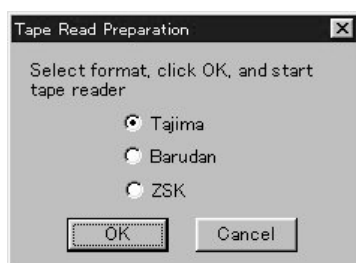 Tape Read Preparation
Select format, click OK, and start
tape reader
Tajima
Barudan
ZSK
OK Cancel